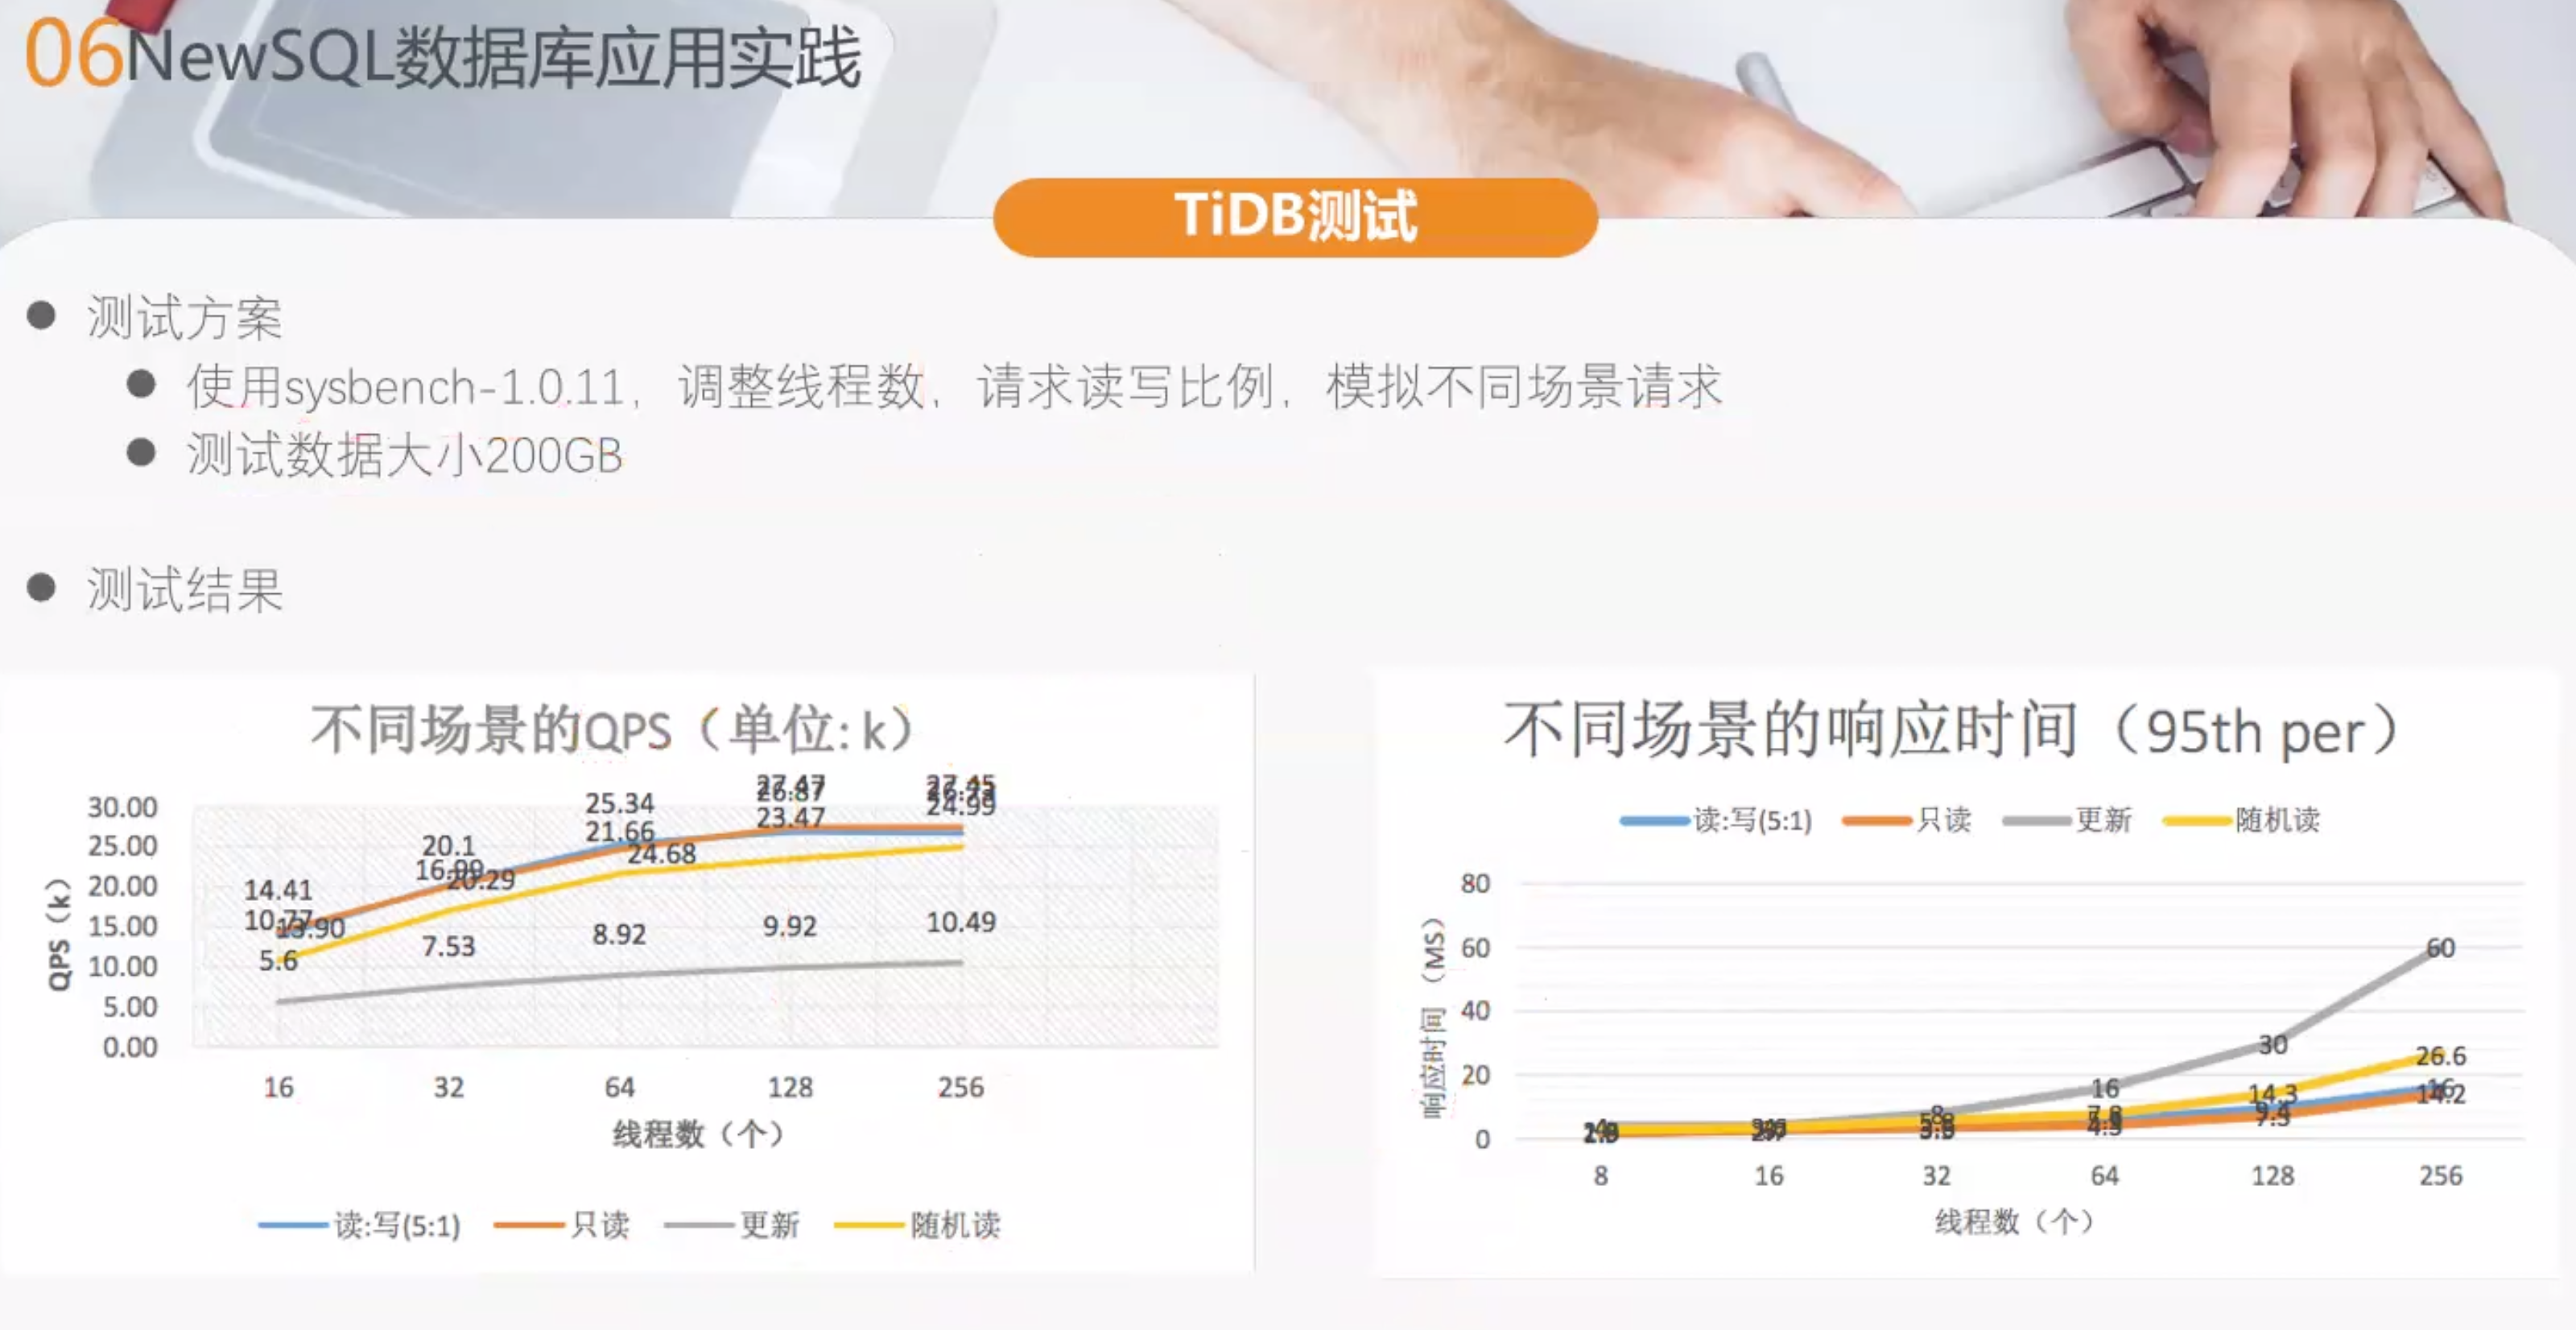 06NewSQL数据库应用实践
TiDB测试
测试方案
使用sysbench-1.0.11，调整线程数，请求读写比例，模拟不同场景请求
测试数据大小200GB
测试结果
不同场景的QPS（单位: k）
QPS（k）
30.00
25.00
20.00
15.00
10.00
5.00
0.00
14.41
10.77
13.90
5.6
20.1
16.99
20.29
7.53
25.34
21.66
24.68
8.92
27.47
26.87
23.47
9.92
27.45
24.99
10.49
16 32 64 128 256
线程数（个）
读:写(5:1) 只读 更新 随机读
不同场景的响应时间（95th per）
读:写(5:1) 只读 更新 随机读
响应时间（MS）
80
60
40
20
0
8
16
30
60
7.3
9.4
14.3
26.6
16
14.2
8 16 32 64 128 256
线程数（个）